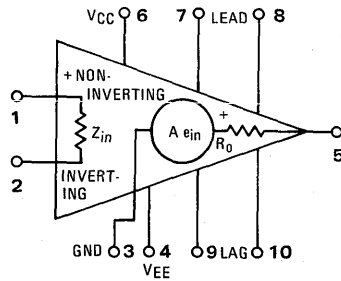 VCC 6 7 LEAD 8
+ NON-
INVERTING
1
Zin
+
A ein
Ro
5
2
INVERT-
ING
GND 3 4 9 LAG 10
VEE